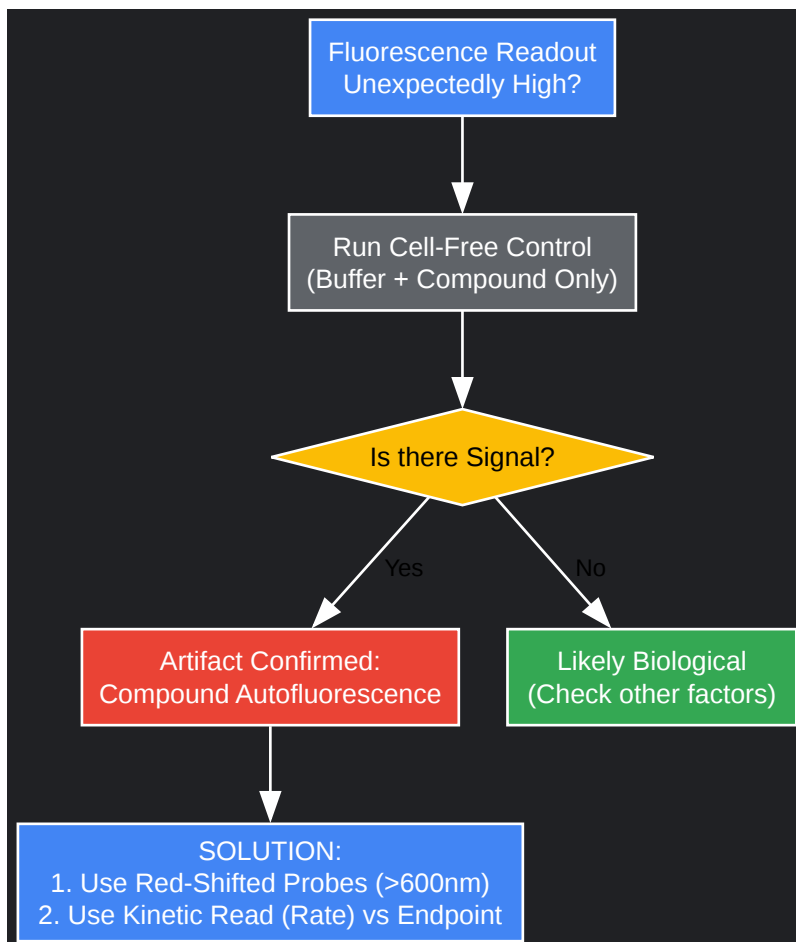 Fluorescence Readout
Unexpectedly High?
Run Cell-Free Control
(Buffer + Compound Only)
Is there Signal?
Yes
No
Artifact Confirmed:
Compound Autofluorescence
Likely Biological
(Check other factors)
SOLUTION:
1. Use Red-Shifted Probes (>600nm)
2. Use Kinetic Read (Rate) vs Endpoint